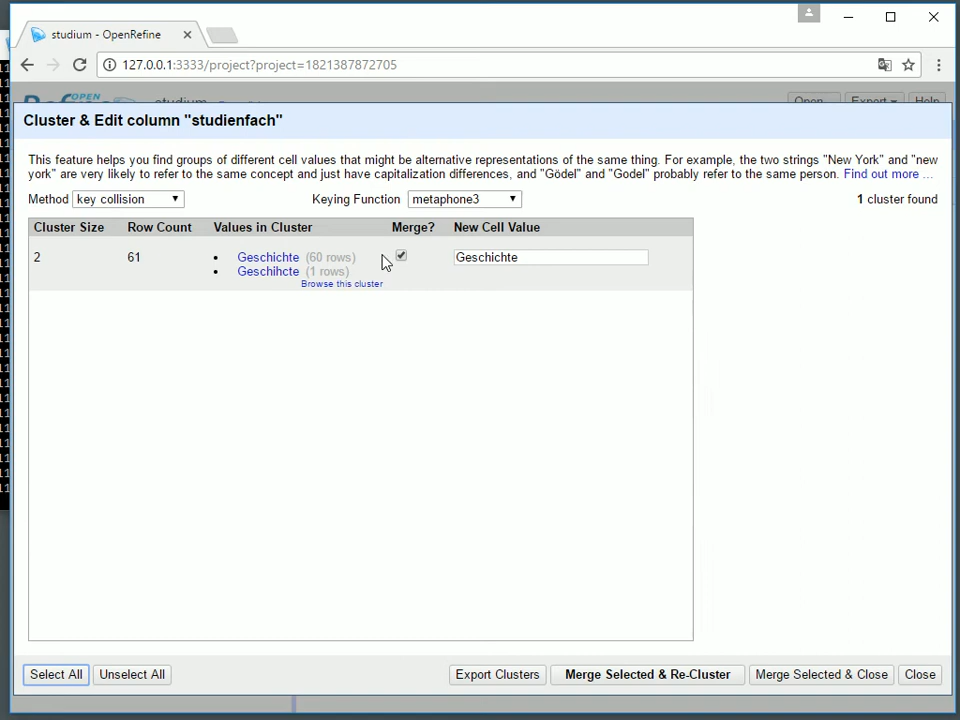 studium - OpenRefine
127.0.0.1:3333/project?project=1821387872705
OPEN
studium
Open...
Export
Help
Cluster & Edit column "studienfach"
This feature helps you find groups of different cell values that might be alternative representations of the same thing. For example, the two strings "New York" and "new
york" are very likely to refer to the same concept and just have capitalization differences, and "Gödel" and "Godel" probably refer to the same person. Find out more ...
Method key collision Keying Function metaphone3 1 cluster found
Cluster Size Row Count Values in Cluster Merge? New Cell Value
2 61 Geschichte (60 rows) Geschichte
Geschihcte (1 rows)
Browse this cluster
Select All Unselect All Export Clusters Merge Selected & Re-Cluster Merge Selected & Close Close